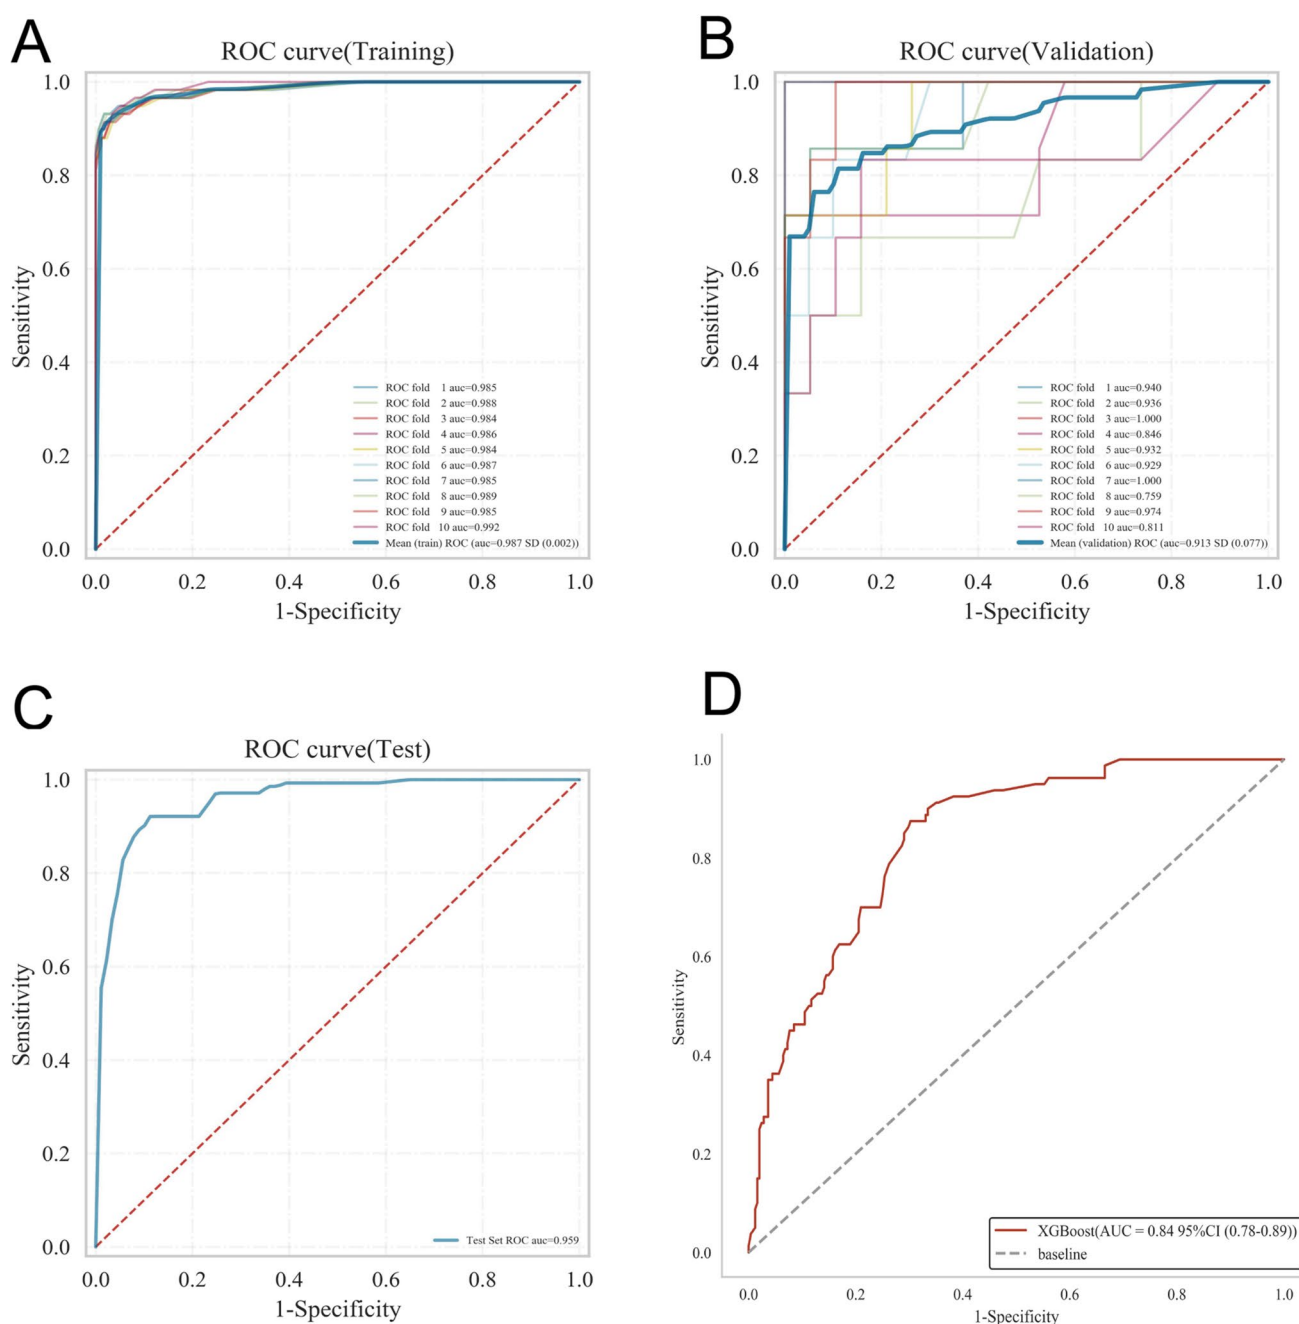 A
ROC curve(Training)
1.0
0.8
0.6
0.4
0.2
0.0
Sensitivity
ROC fold 1 auc=0.985
ROC fold 2 auc=0.988
ROC fold 3 auc=0.984
ROC fold 4 auc=0.986
ROC fold 5 auc=0.984
ROC fold 6 auc=0.987
ROC fold 7 auc=0.985
ROC fold 8 auc=0.989
ROC fold 9 auc=0.985
ROC fold 10 auc=0.992
Mean (train) ROC (auc=0.987 SD (0.002))
0.0 0.2 0.4 0.6 0.8 1.0
1-Specificity
B
ROC curve(Validation)
1.0
0.8
0.6
0.4
0.2
0.0
Sensitivity
ROC fold 1 auc=0.940
ROC fold 2 auc=0.936
ROC fold 3 auc=1.000
ROC fold 4 auc=0.846
ROC fold 5 auc=0.932
ROC fold 6 auc=0.929
ROC fold 7 auc=1.000
ROC fold 8 auc=0.759
ROC fold 9 auc=0.974
ROC fold 10 auc=0.811
Mean (validation) ROC (auc=0.913 SD (0.077))
0.0 0.2 0.4 0.6 0.8 1.0
1-Specificity
C
ROC curve(Test)
1.0
0.8
0.6
0.4
0.2
0.0
Sensitivity
Test Set ROC auc=0.959
0.0 0.2 0.4 0.6 0.8 1.0
1-Specificity
D
1.0
0.8
0.6
0.4
0.2
0.0
Sensitivity
XGBoost(AUC = 0.84 95%CI (0.78-0.89))
baseline
0.0 0.2 0.4 0.6 0.8 1.0
1-Specificity